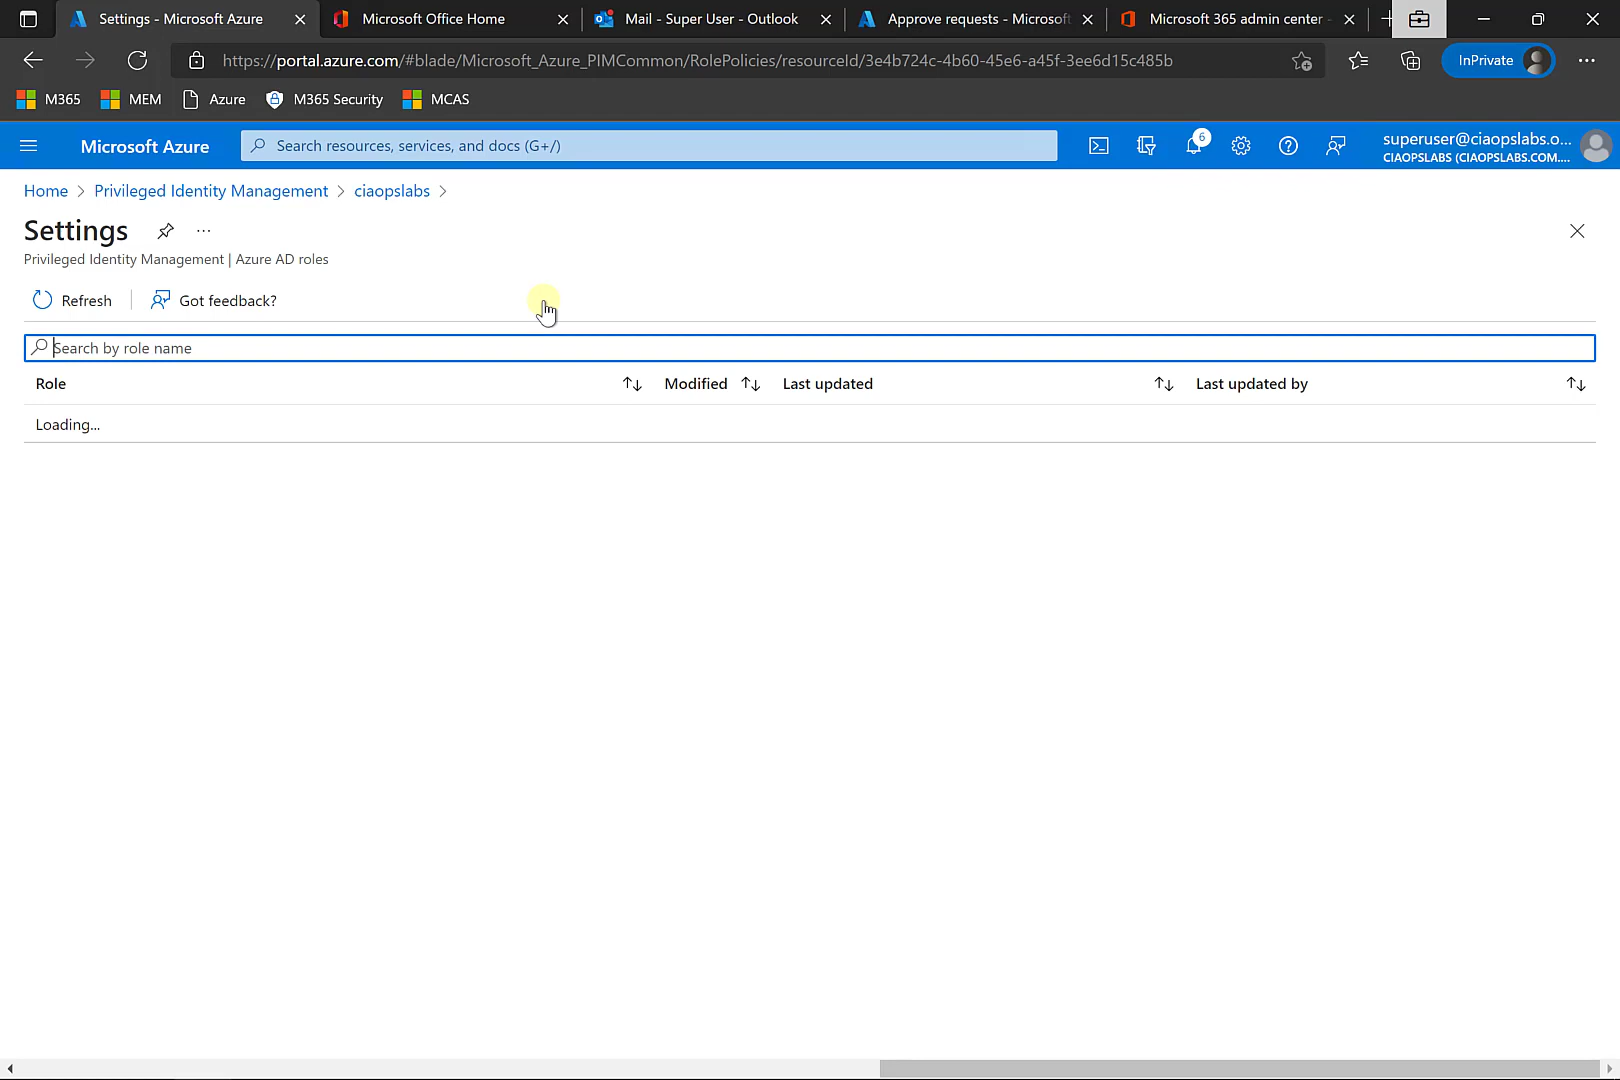 Settings - Microsoft Azure
Microsoft Office Home
Mail - Super User - Outlook
Approve requests - Microsoft
Microsoft 365 admin center -
https://portal.azure.com/#blade/Microsoft_Azure_PIMCommon/RolePolicies/resourceId/3e4b724c-4b60-45e6-a45f-3ee6d15c485b
InPrivate
M365
MEM
Azure
M365 Security
MCAS
Microsoft Azure
Search resources, services, and docs (G+/)
6
superuser@ciaopslabs.o...
CIAOPSLABS (CIAOPSLABS.COM....
Home > Privileged Identity Management > ciaopslabs >
Settings
...
Privileged Identity Management | Azure AD roles
Refresh
Got feedback?
Search by role name
Role
Modified
Last updated
Last updated by
Loading...